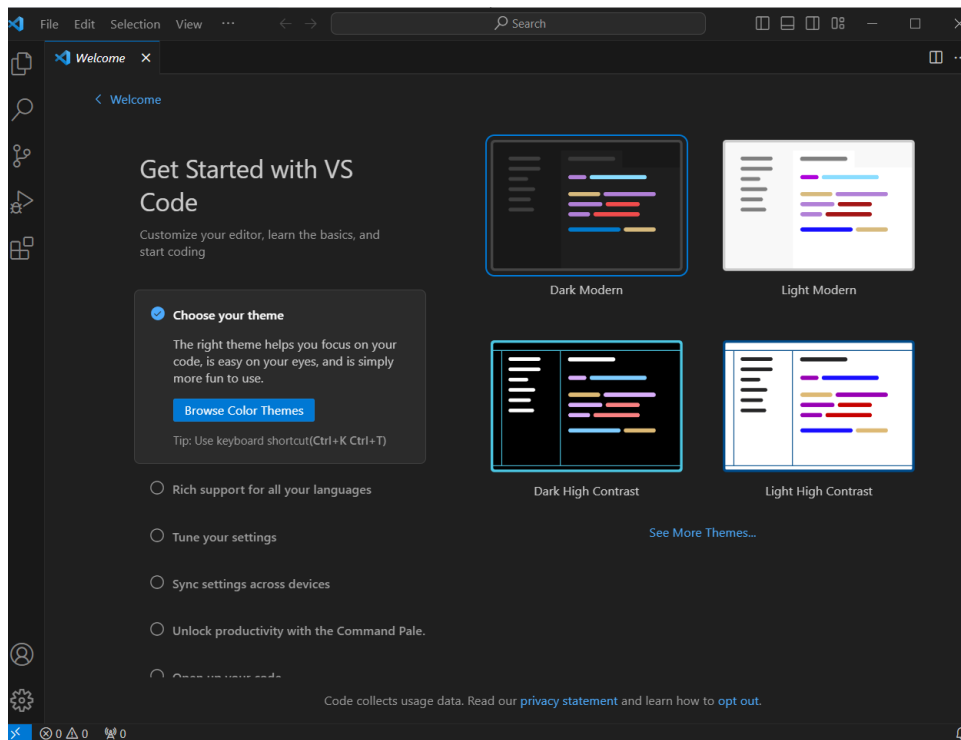 File Edit Selection View ···
Search
Welcome
Welcome
Get Started with VS
Code
Customize your editor, learn the basics, and
start coding
Choose your theme
The right theme helps you focus on your
code, is easy on your eyes, and is simply
more fun to use.
Browse Color Themes
Tip: Use keyboard shortcut(Ctrl+K Ctrl+T)
Rich support for all your languages
Tune your settings
Sync settings across devices
Unlock productivity with the Command Pale.
Open up your code
Dark Modern
Light Modern
Dark High Contrast
Light High Contrast
See More Themes...
Code collects usage data. Read our privacy statement and learn how to opt out.
0 0 0